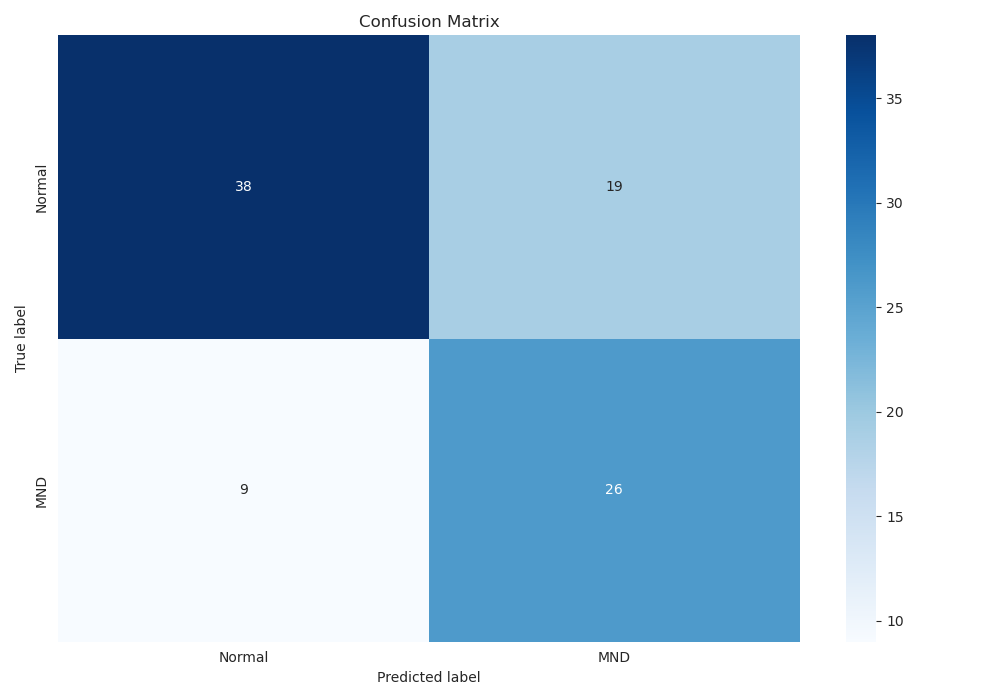 Confusion Matrix
True label
Normal
MND
38
19
9
26
Normal
MND
Predicted label
35
30
25
20
15
10